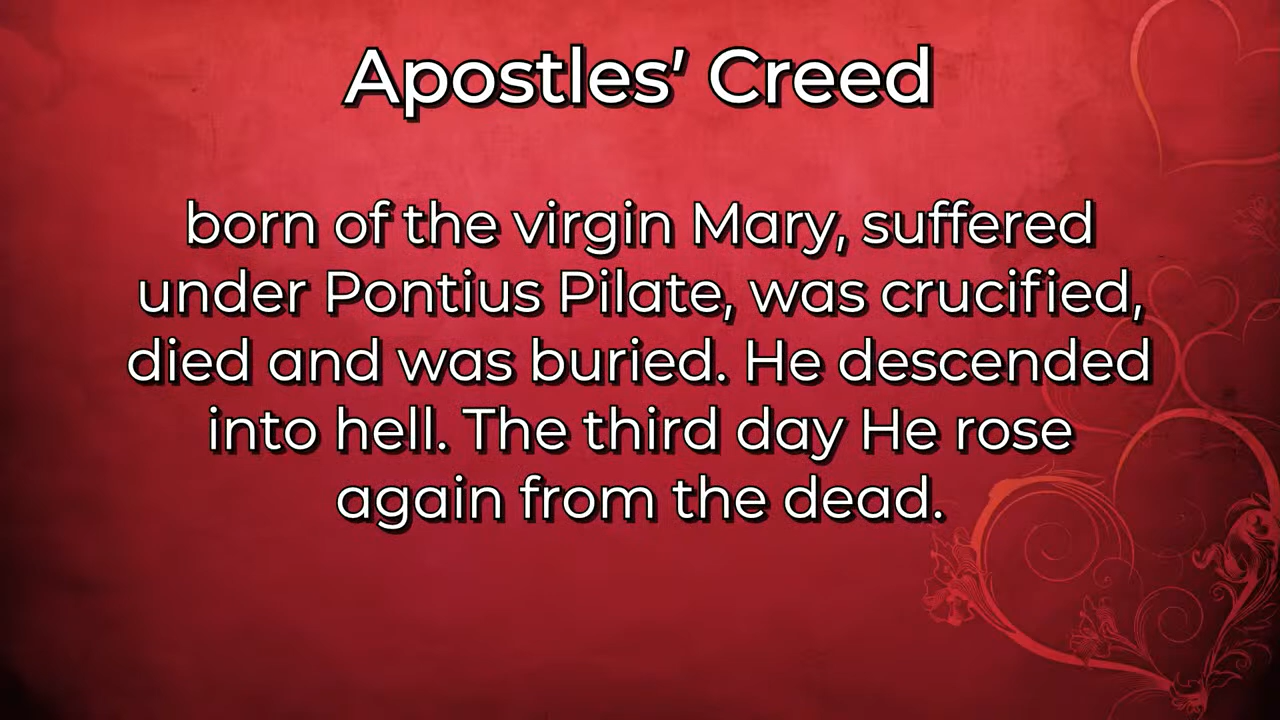 Apostles’ Creed
born of the virgin Mary, suffered
under Pontius Pilate, was crucified,
died and was buried. He descended
into hell. The third day He rose
again from the dead.